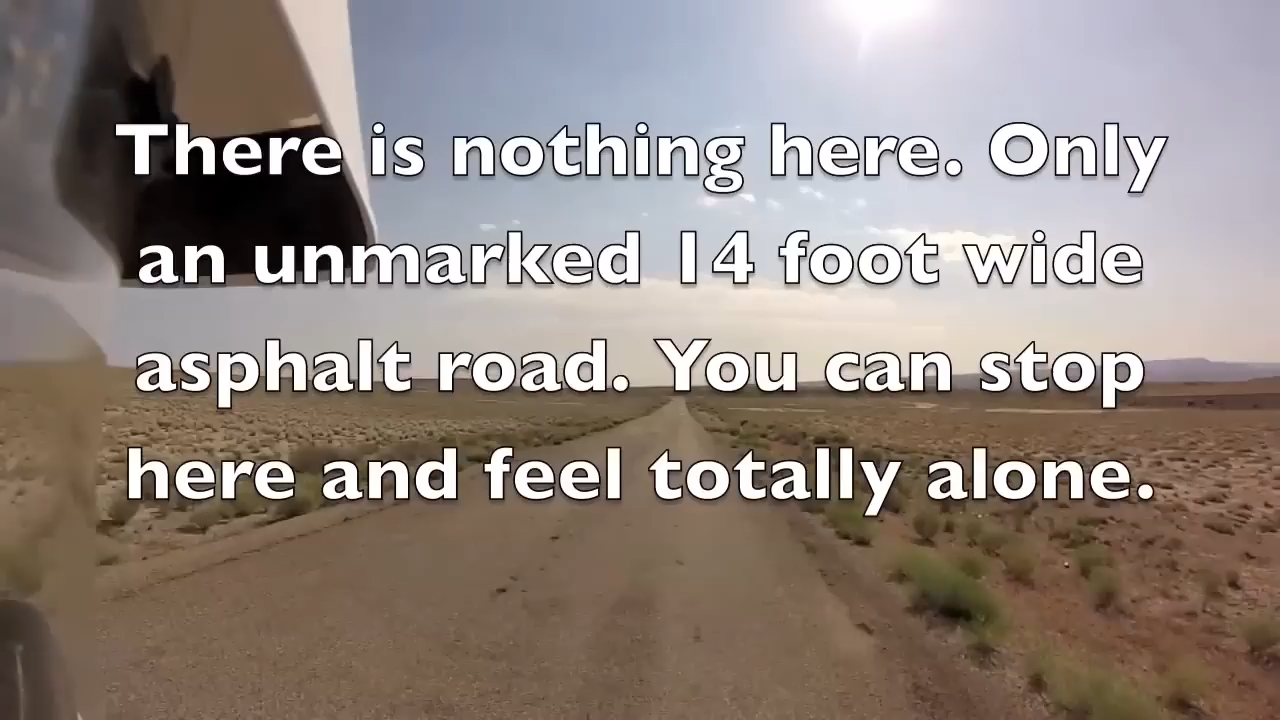 There is nothing here. Only
an unmarked 14 foot wide
asphalt road. You can stop
here and feel totally alone.